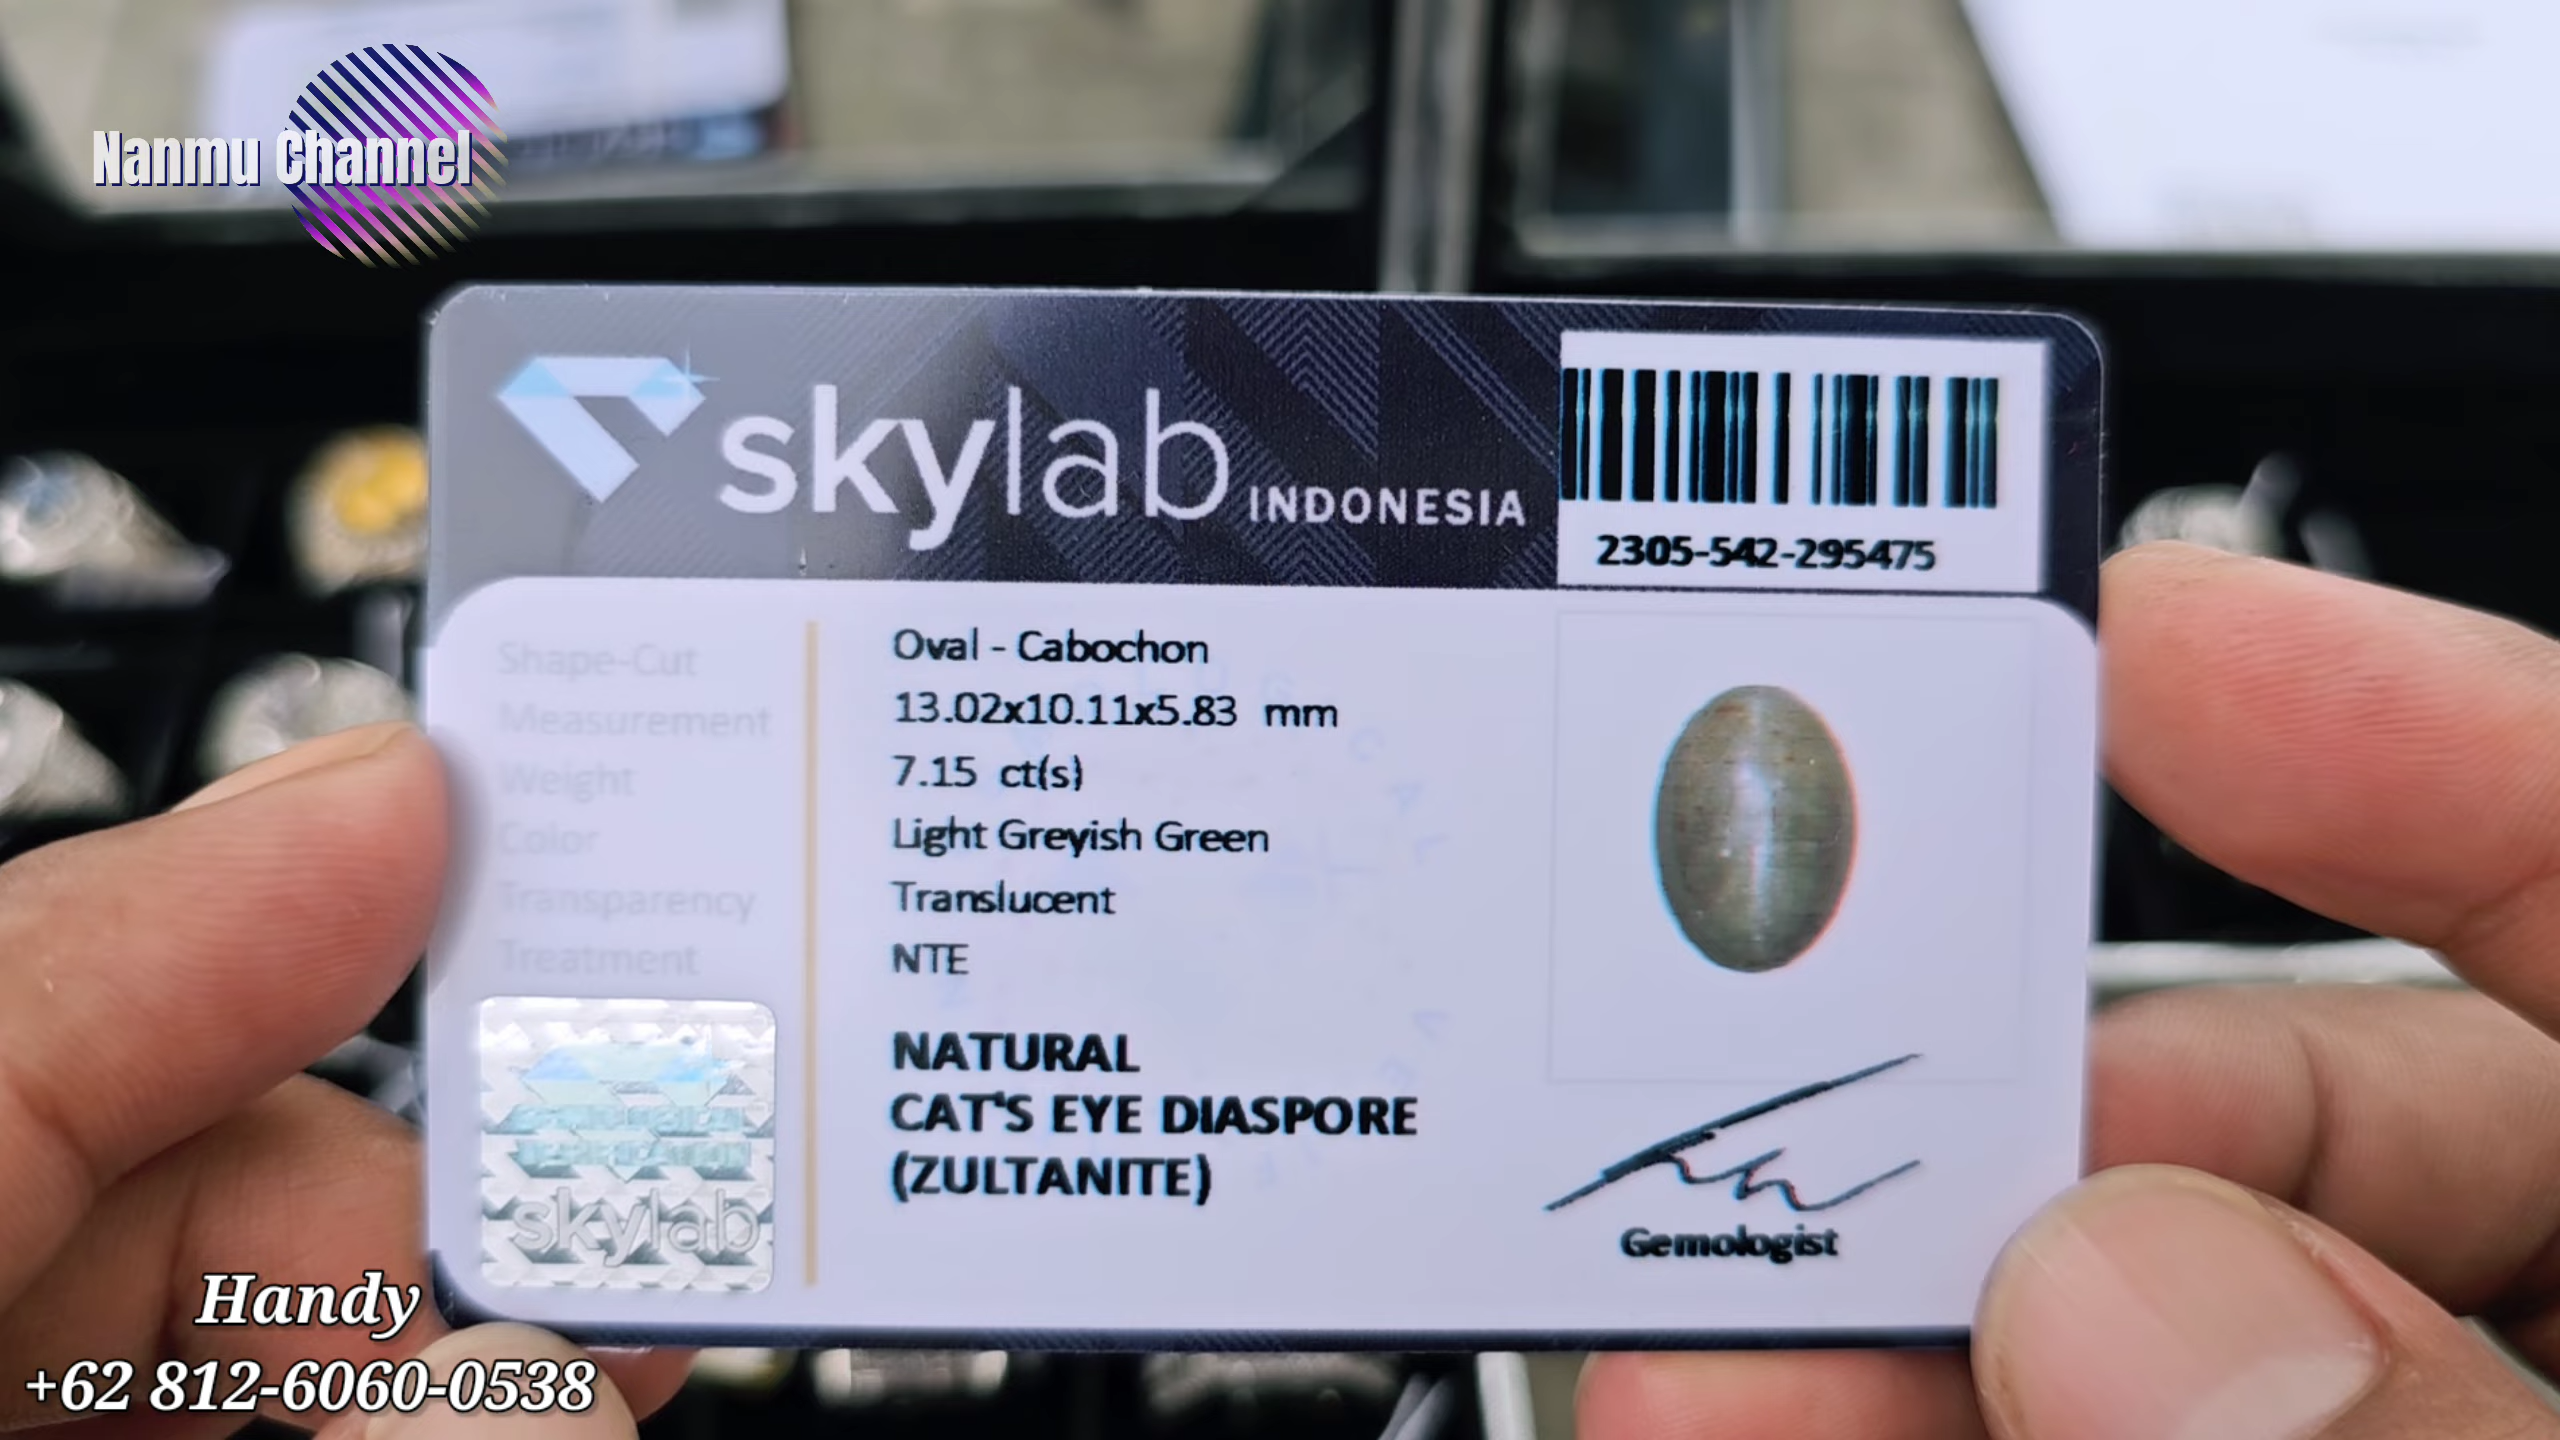 Nanmu Channel
skylab INDONESIA
2305-542-295475
Shape-Cut Oval - Cabochon
Measurement 13.02x10.11x5.83 mm
Weight 7.15 ct(s)
Color Light Greyish Green
Transparency Translucent
Treatment NTE
NATURAL
CAT'S EYE DIASPORE
(ZULTANITE)
skylab
Gemologist
Handy
+62 812-6060-0538